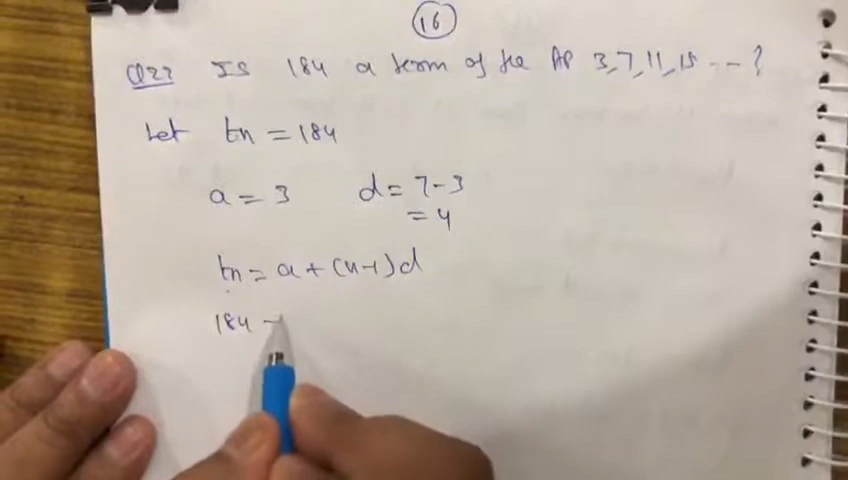 16
Q22 Is 184 a term of the AP 3, 7, 11, 15 --- ?
Let tn = 184
a = 3 d = 7 - 3
= 4
tn = a + (n-1) d
184 -